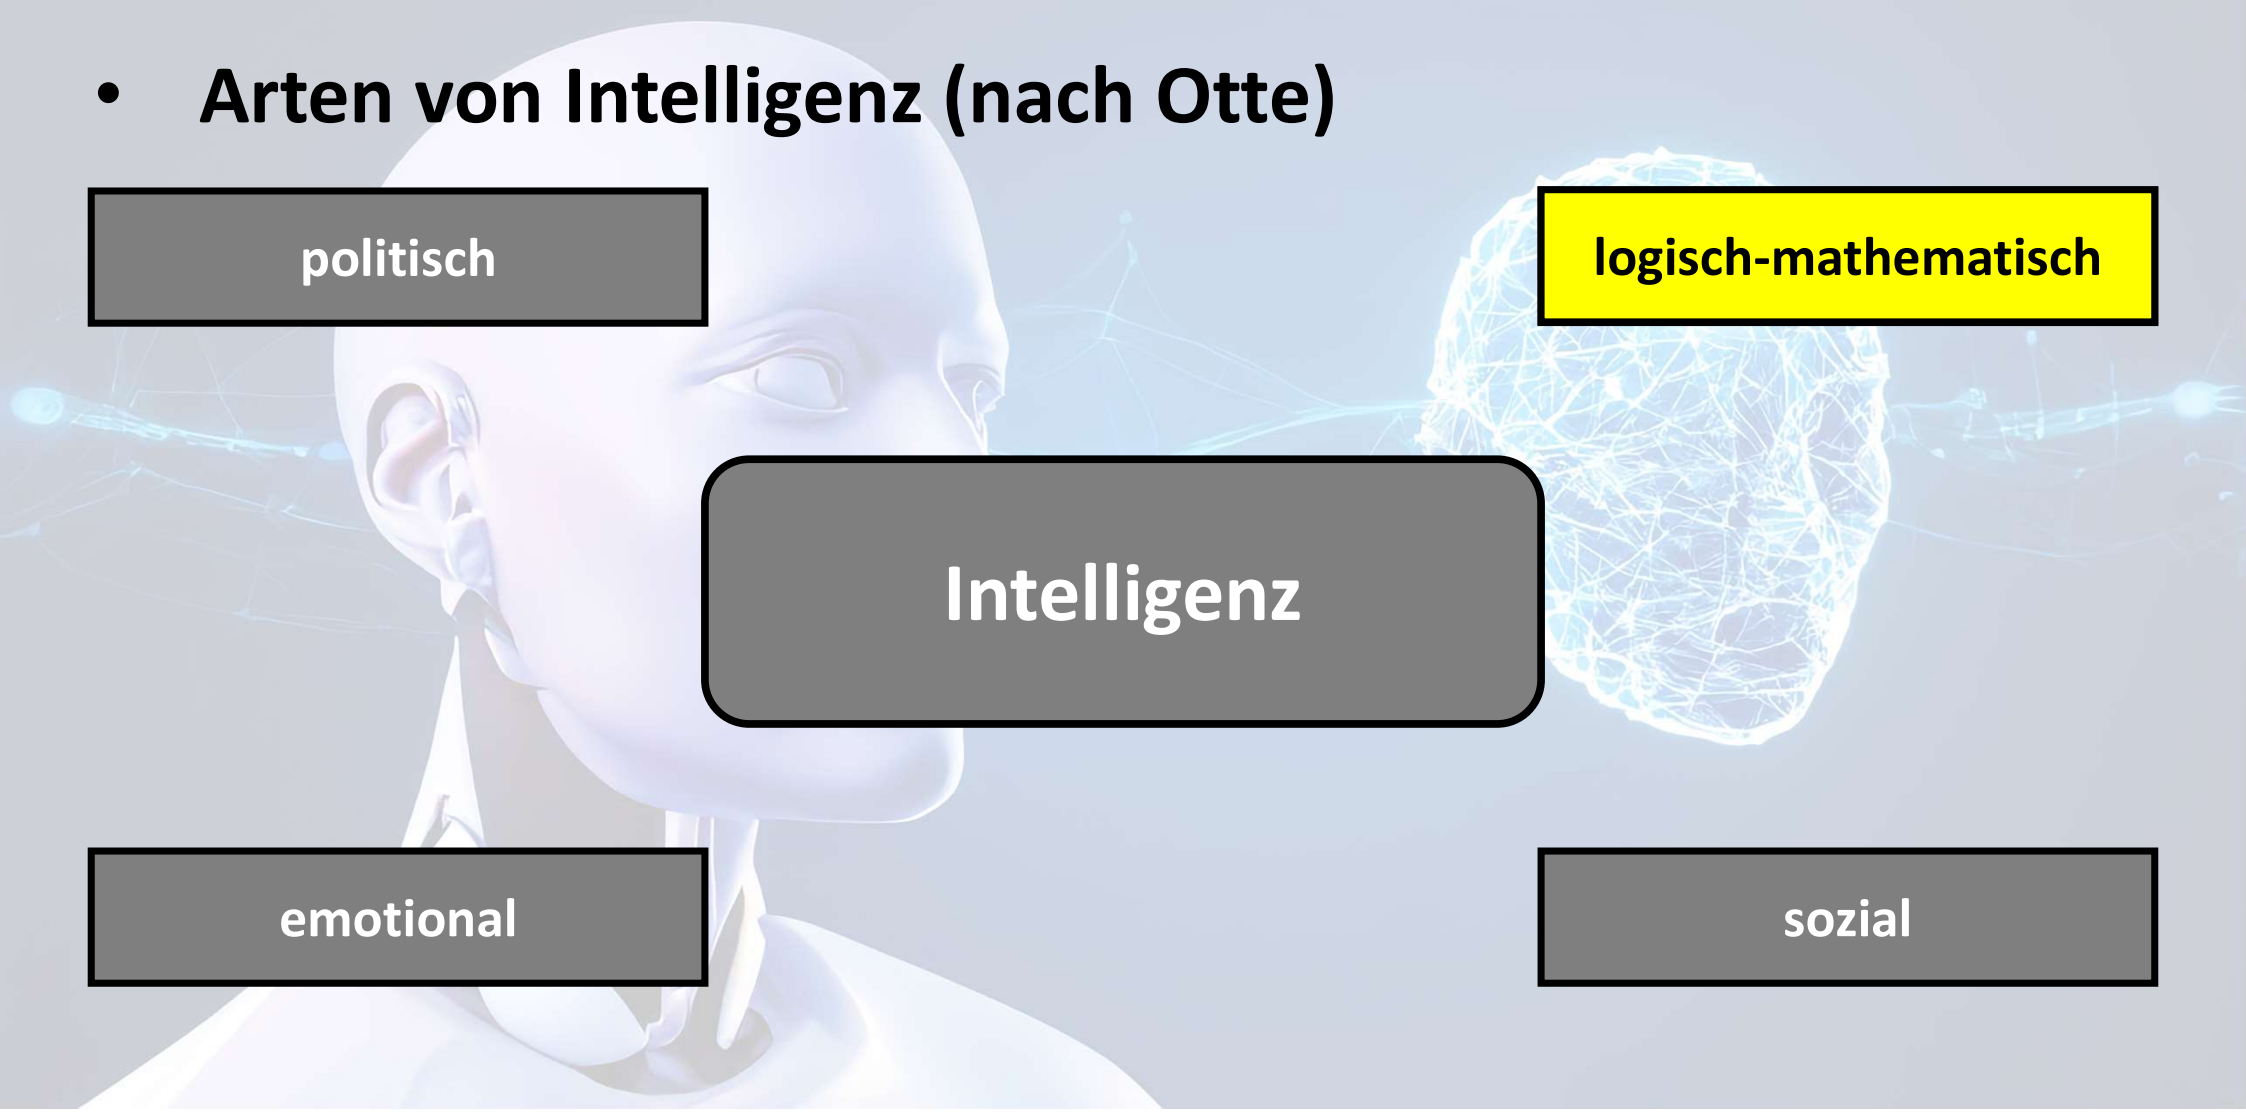 • Arten von Intelligenz (nach Otte)
politisch
logisch-mathematisch
Intelligenz
emotional
sozial